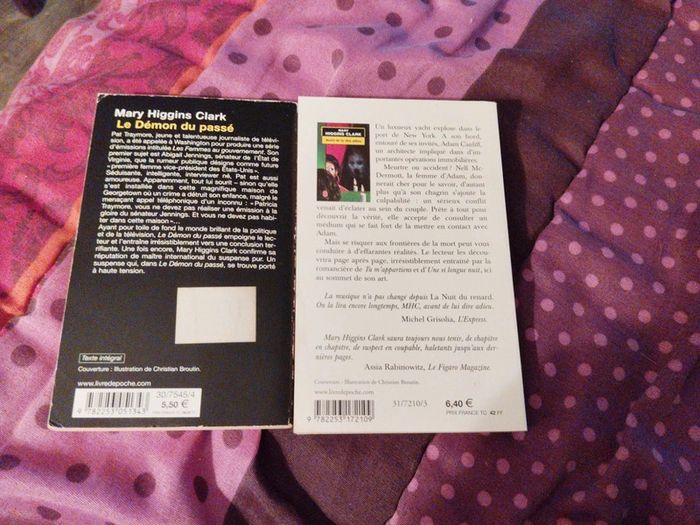 Mary Higgins Clark
Le Démon du passé
Pat Traymore, jeune et talentueuse journaliste de télévi-
sion, a été appelée à Washington pour produire une série
d'émissions intitulée Les Femmes au gouvernement. Son
premier sujet est Abigail Jennings, sénateur de l'État de
Virginie, que la rumeur publique désigne comme future
« première femme vice-président des États-Unis ».
Séduisante, intelligente, interviewer né, Pat est aussi
amoureuse. Apparemment, tout lui sourit – sinon qu'elle
s'est installée dans cette magnifique maison de
Georgetown où un crime a détruit son enfance, malgré le
menaçant appel téléphonique d'un inconnu : « Patricia
Traymore, vous ne devez pas réaliser une émission à la
gloire du sénateur Jennings. Et vous ne devez pas habi-
ter dans cette maison »...
Ayant pour toile de fond le monde brillant de la politique
et de la télévision, Le Démon du passé empoigne le lec-
teur et l'entraîne irrésistiblement vers une conclusion ter-
rifiante. Une fois encore, Mary Higgins Clark confirme sa
réputation de maître international du suspense pur. Un
suspense qui, dans Le Démon du passé, se trouve porté
à haute tension.
Texte intégral
Couverture : Illustration de Christian Broutin.
www.livredepoche.com
30/7545/4
5,50 €
9 782253 051343
MARY
HIGGINS CLARK
Avant de te dire adieu
Un luxueux yacht explose dans le
port de New York. A son bord,
entouré de ses invités, Adam Cauliff,
un architecte impliqué dans d'im-
portantes opérations immobilières.
Meurtre ou accident ? Nell Mc-
Dermott, la femme d'Adam, don-
nerait cher pour le savoir, d'autant
plus qu'à son chagrin s'ajoute la
culpabilité : un sérieux conflit
venait d'éclater au sein du couple. Prête à tout pour
découvrir la vérité, elle accepte de consulter un
médium qui se fait fort de la mettre en contact avec
Adam.
Mais se risquer aux frontières de la mort peut vous
conduire à d'effarantes réalités. Le lecteur les décou-
vrira page après page, irrésistiblement entraîné par la
romancière de Tu m'appartiens et d'Une si longue nuit, ici
au sommet de son art.
La musique n'a pas changé depuis La Nuit du renard.
On la lira encore longtemps, MHC, avant de lui dire adieu.
Michel Grisolia, L'Express.
Mary Higgins Clark saura toujours nous tenir, de chapitre
en chapitre, de suspect en coupable, haletants jusqu'aux der-
nières pages.
Assia Rabinowitz, Le Figaro Magazine.
Couverture : Illustration de Christian Broutin.
www.livredepoche.com
31/7210/3
6,40 €
PRIX FRANCE TC 42 FF
9 782253 172109